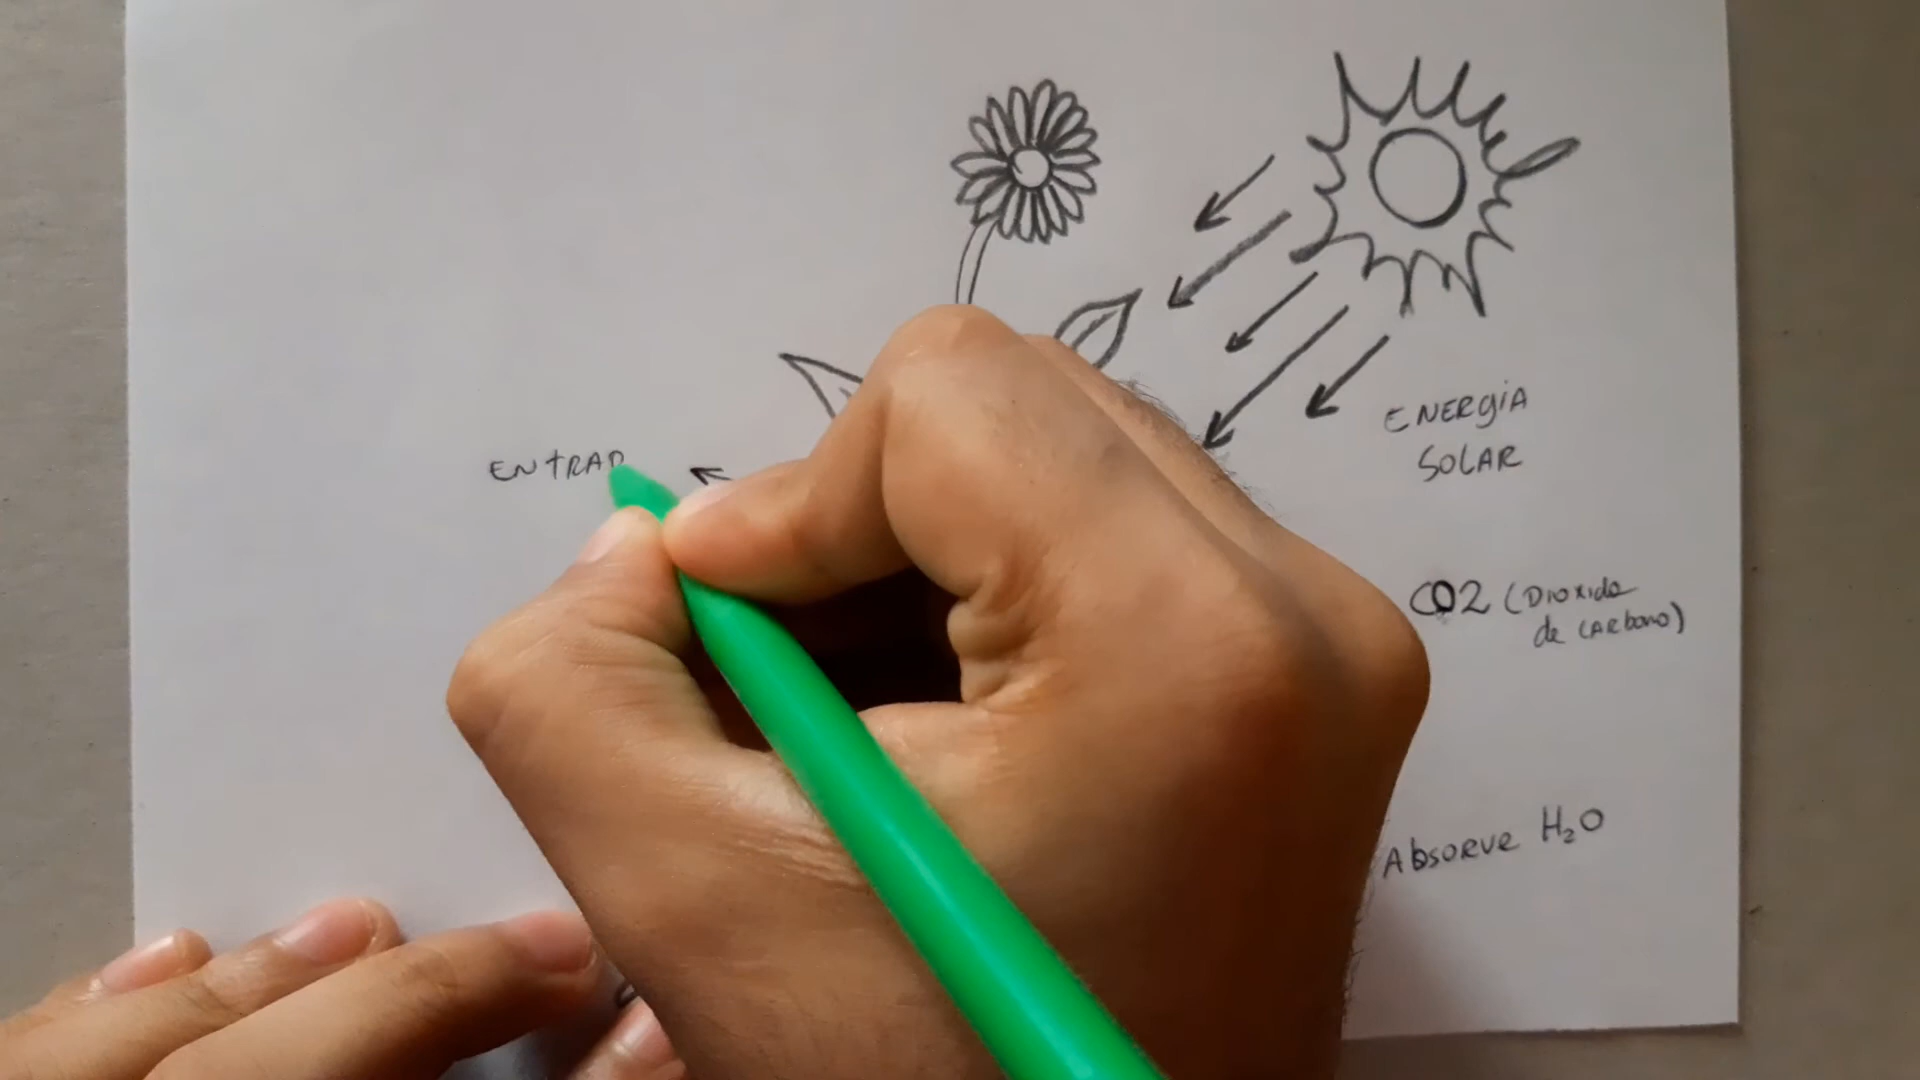 ENERgiA
SOLAR
ENTRAD
CO2 (Dioxido
de CARbono)
Absorve H₂O